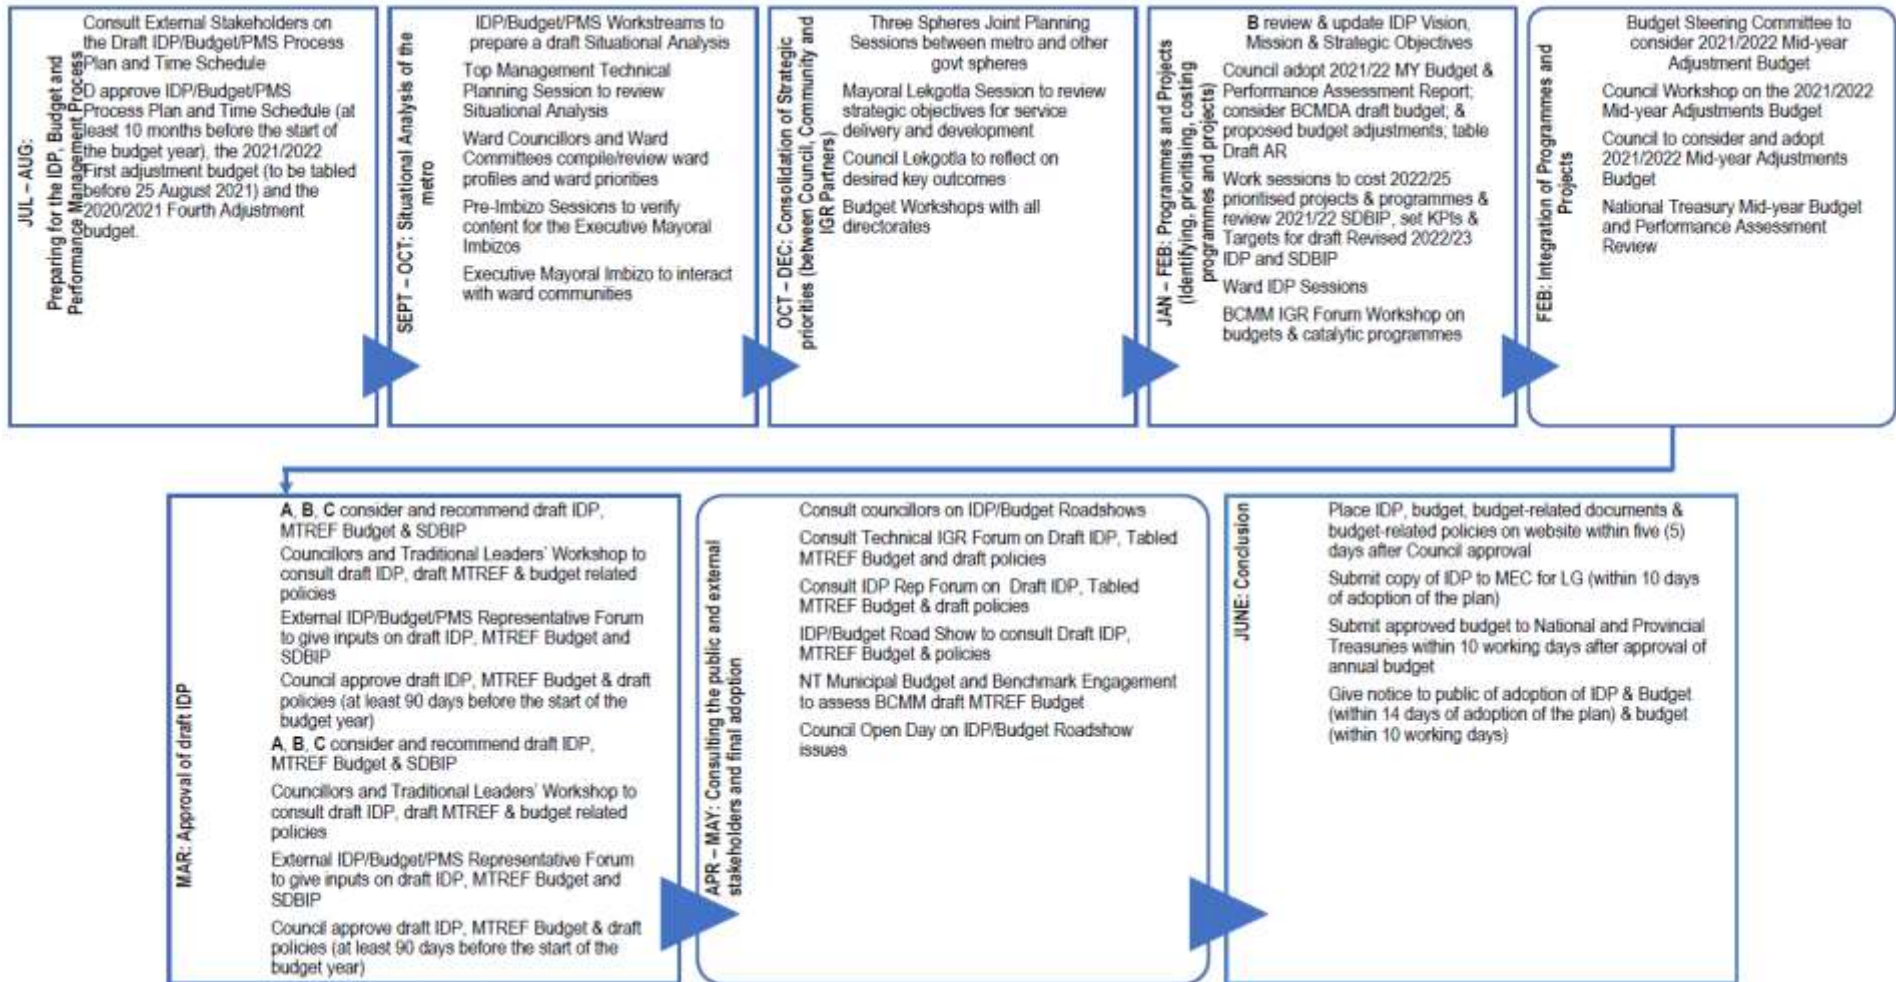 JUL – AUG:
Preparing for the IDP, Budget and
Performance Management Process
Consult External Stakeholders on
the Draft IDP/Budget/PMS Process
Plan and Time Schedule
D approve IDP/Budget/PMS
Process Plan and Time Schedule (at
least 10 months before the start of
the budget year), the 2021/2022
First adjustment budget (to be tabled
before 25 August 2021) and the
2020/2021 Fourth Adjustment
budget.
SEPT – OCT: Situational Analysis of the
metro
IDP/Budget/PMS Workstreams to
prepare a draft Situational Analysis
Top Management Technical
Planning Session to review
Situational Analysis
Ward Councillors and Ward
Committees compile/review ward
profiles and ward priorities
Pre-Imbizo Sessions to verify
content for the Executive Mayoral
Imbizos
Executive Mayoral Imbizo to interact
with ward communities
OCT – DEC: Consolidation of Strategic
priorities (between Council, Community and
IGR Partners)
Three Spheres Joint Planning
Sessions between metro and other
govt spheres
Mayoral Lekgotla Session to review
strategic objectives for service
delivery and development
Council Lekgotla to reflect on
desired key outcomes
Budget Workshops with all
directorates
JAN – FEB: Programmes and Projects
(Identifying, prioritising, costing
programmes and projects)
B review & update IDP Vision,
Mission & Strategic Objectives
Council adopt 2021/22 MY Budget &
Performance Assessment Report;
consider BCMDA draft budget; &
proposed budget adjustments; table
Draft AR
Work sessions to cost 2022/25
prioritised projects & programmes &
review 2021/22 SDBIP, set KPIs &
Targets for draft Revised 2022/23
IDP and SDBIP
Ward IDP Sessions
BCMM IGR Forum Workshop on
budgets & catalytic programmes
FEB: Integration of Programmes and
Projects
Budget Steering Committee to
consider 2021/2022 Mid-year
Adjustment Budget
Council Workshop on the 2021/2022
Mid-year Adjustments Budget
Council to consider and adopt
2021/2022 Mid-year Adjustments
Budget
National Treasury Mid-year Budget
and Performance Assessment
Review
MAR: Approval of draft IDP
A, B, C consider and recommend draft IDP,
MTREF Budget & SDBIP
Councillors and Traditional Leaders' Workshop to
consult draft IDP, draft MTREF & budget related
policies
External IDP/Budget/PMS Representative Forum
to give inputs on draft IDP, MTREF Budget and
SDBIP
Council approve draft IDP, MTREF Budget & draft
policies (at least 90 days before the start of the
budget year)
A, B, C consider and recommend draft IDP,
MTREF Budget & SDBIP
Councillors and Traditional Leaders' Workshop to
consult draft IDP, draft MTREF & budget related
policies
External IDP/Budget/PMS Representative Forum
to give inputs on draft IDP, MTREF Budget and
SDBIP
Council approve draft IDP, MTREF Budget & draft
policies (at least 90 days before the start of the
budget year)
APR – MAY: Consulting the public and external
stakeholders and final adoption
Consult councillors on IDP/Budget Roadshows
Consult Technical IGR Forum on Draft IDP, Tabled
MTREF Budget and draft policies
Consult IDP Rep Forum on Draft IDP, Tabled
MTREF Budget & draft policies
IDP/Budget Road Show to consult Draft IDP,
MTREF Budget & policies
NT Municipal Budget and Benchmark Engagement
to assess BCMM draft MTREF Budget
Council Open Day on IDP/Budget Roadshow
issues
JUNE: Conclusion
Place IDP, budget, budget-related documents &
budget-related policies on website within five (5)
days after Council approval
Submit copy of IDP to MEC for LG (within 10 days
of adoption of the plan)
Submit approved budget to National and Provincial
Treasuries within 10 working days after approval of
annual budget
Give notice to public of adoption of IDP & Budget
(within 14 days of adoption of the plan) & budget
(within 10 working days)